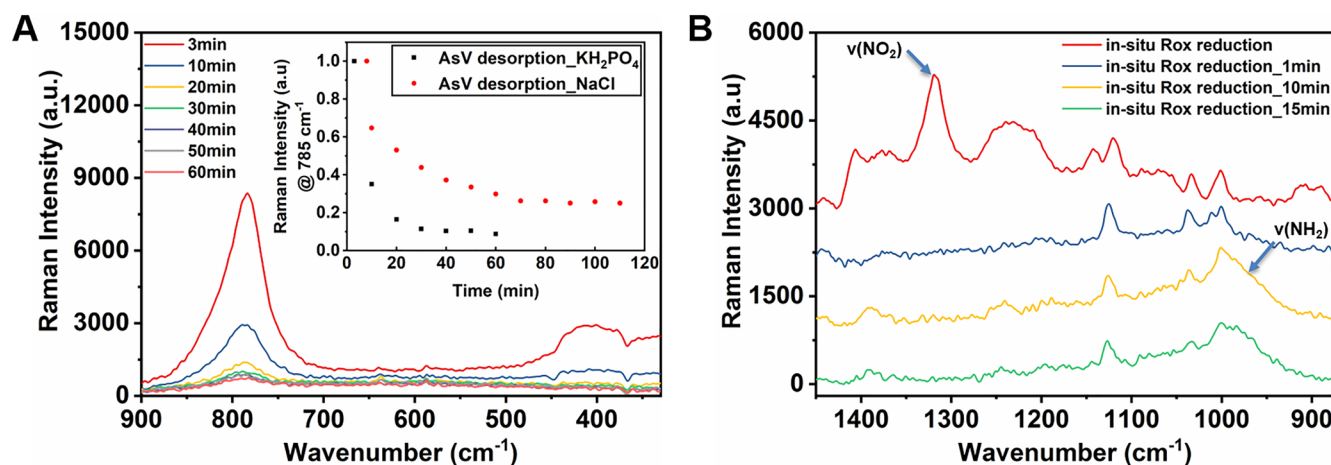 A
Raman Intensity (a.u.)
15000
12000
9000
6000
3000
0
3min
10min
20min
30min
40min
50min
60min
Raman Intensity (a.u)
@ 785 cm-1
1.0
0.8
0.6
0.4
0.2
0.0
AsV desorption_KH2PO4
AsV desorption_NaCl
0 20 40 60 80 100 120
Time (min)
900 800 700 600 500 400
Wavenumber (cm-1)
B
Raman Intensity (a.u)
6000
4500
3000
1500
0
ν(NO2)
in-situ Rox reduction
in-situ Rox reduction_1min
in-situ Rox reduction_10min
in-situ Rox reduction_15min
ν(NH2)
1400 1300 1200 1100 1000 900
Wavenumber (cm-1)